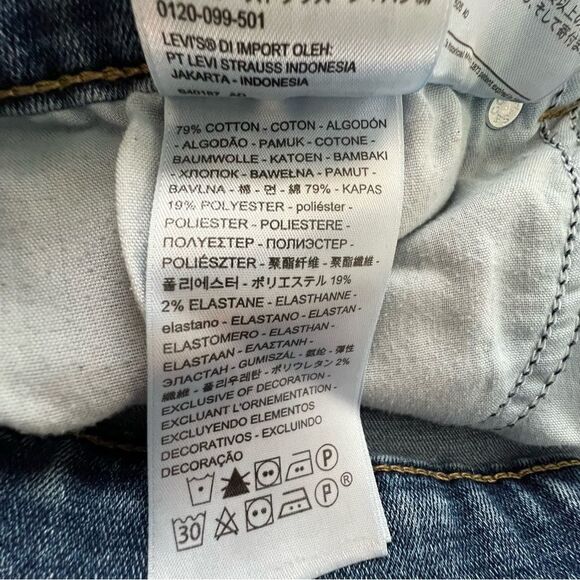 0120-099-501
LEVI'S® DI IMPORT OLEH:
PT LEVI STRAUSS INDONESIA
JAKARTA - INDONESIA
79% COTTON - COTON - ALGODÓN
- ALGODÃO - PAMUK - COTONE -
BAUMWOLLE - KATOEN - BAMBAKI
- ХЛОПОК - BAWEŁNA - PAMUT -
BAVLNA - 棉 - 면 - 綿 79% - KAPAS
19% POLYESTER - poliéster -
POLIESTER - POLIESTERE -
ПОЛУЕСТЕР - ПОЛИЭСТЕР -
POLIÉSZTER - 聚酯纤维 - 聚酯纖維 -
폴리에스터 - ポリエステル 19%
2% ELASTANE - ELASTHANNE -
elastano - ELASTANO - ELASTAN -
ELASTOMERO - ELASTHAN -
ELASTAAN - ΕΛΑΣΤΑΝΗ -
ЭЛАСТАН - GUMISZÁL - 氨纶 - 彈性
纖維 - 폴리우레탄 - ポリウレタン 2%
EXCLUSIVE OF DECORATION -
EXCLUANT L'ORNEMENTATION -
EXCLUYENDO ELEMENTOS
DECORATIVOS - EXCLUINDO
DECORAÇÃO
P
30 P ®